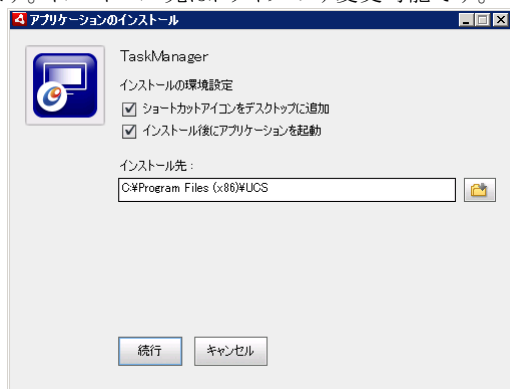 アプリケーションのインストール
TaskManager
インストールの環境設定
ショートカットアイコンをデスクトップに追加
インストール後にアプリケーションを起動
インストール先 :
C:¥Program Files (x86)¥UCS
続行
キャンセル